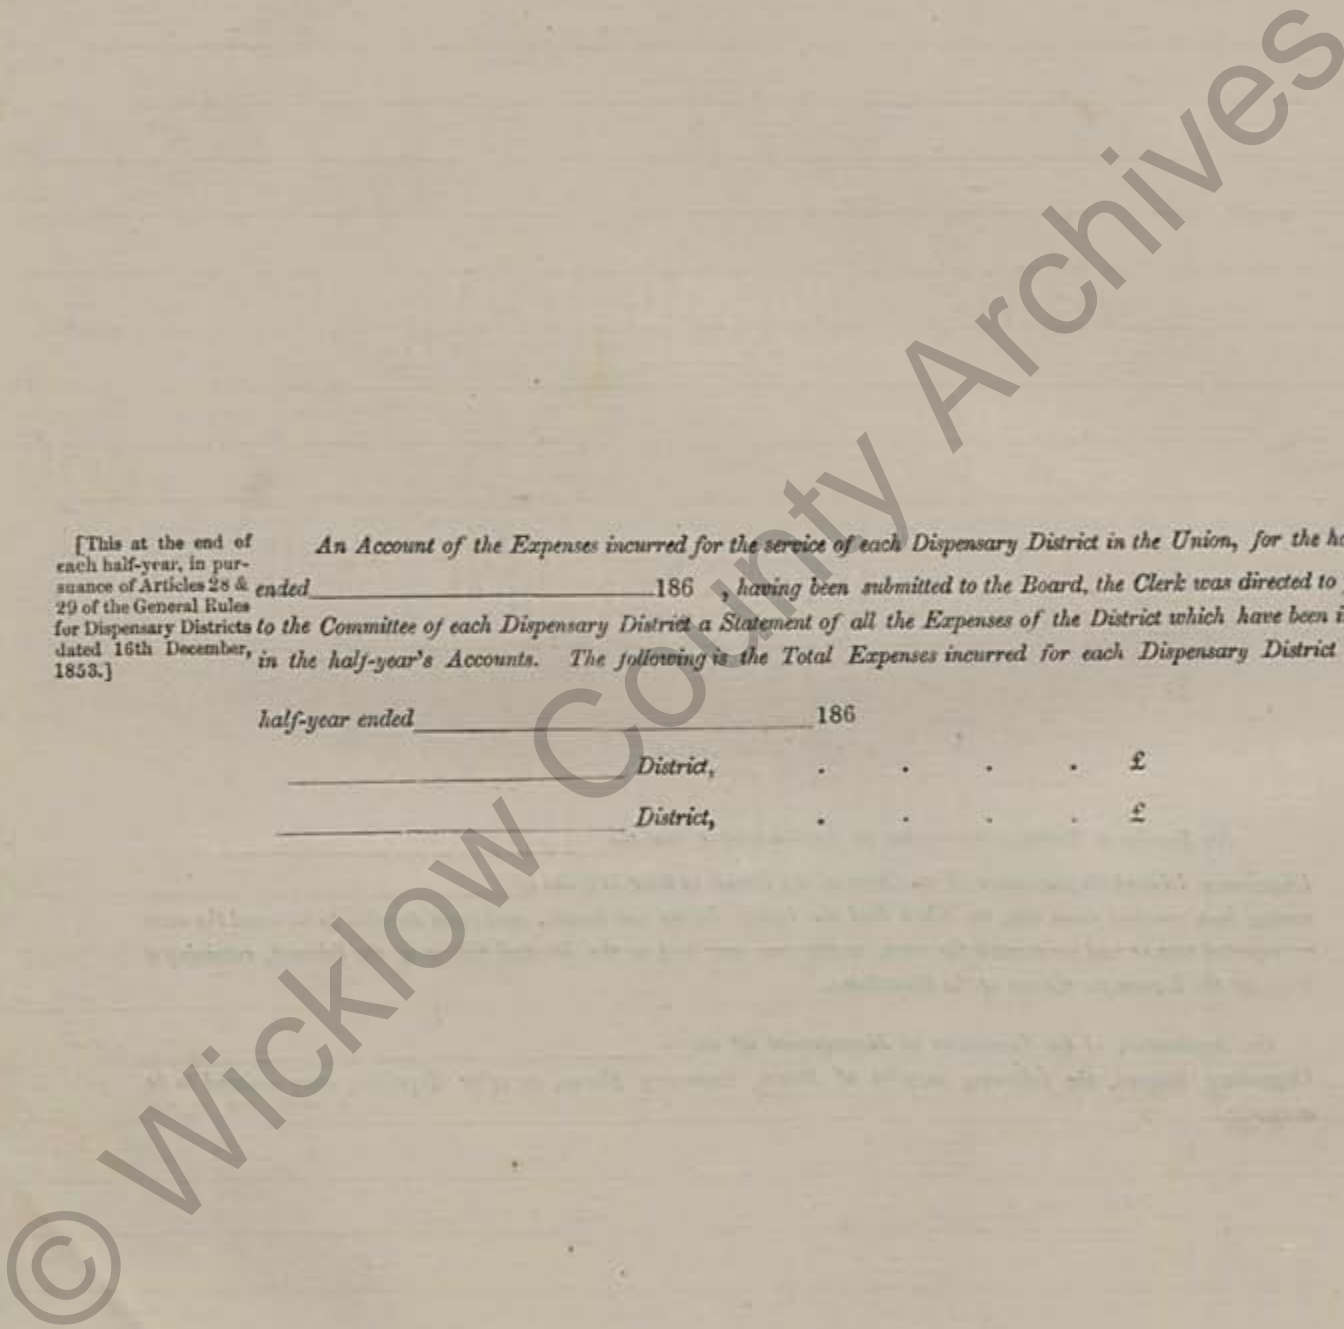 [This at the end of
each half-year, in pur-
suance of Articles 28 &
29 of the General Rules
for Dispensary Districts
dated 16th December,
1853.]
An Account of the Expenses incurred for the service of each Dispensary District in the Union, for the ha
ended 186 , having been submitted to the Board, the Clerk was directed to
to the Committee of each Dispensary District a Statement of all the Expenses of the District which have been i
in the half-year's Accounts. The following is the Total Expenses incurred for each Dispensary District
half-year ended 186
District, . . . . £
District, . . . . £
© Wicklow County Archives